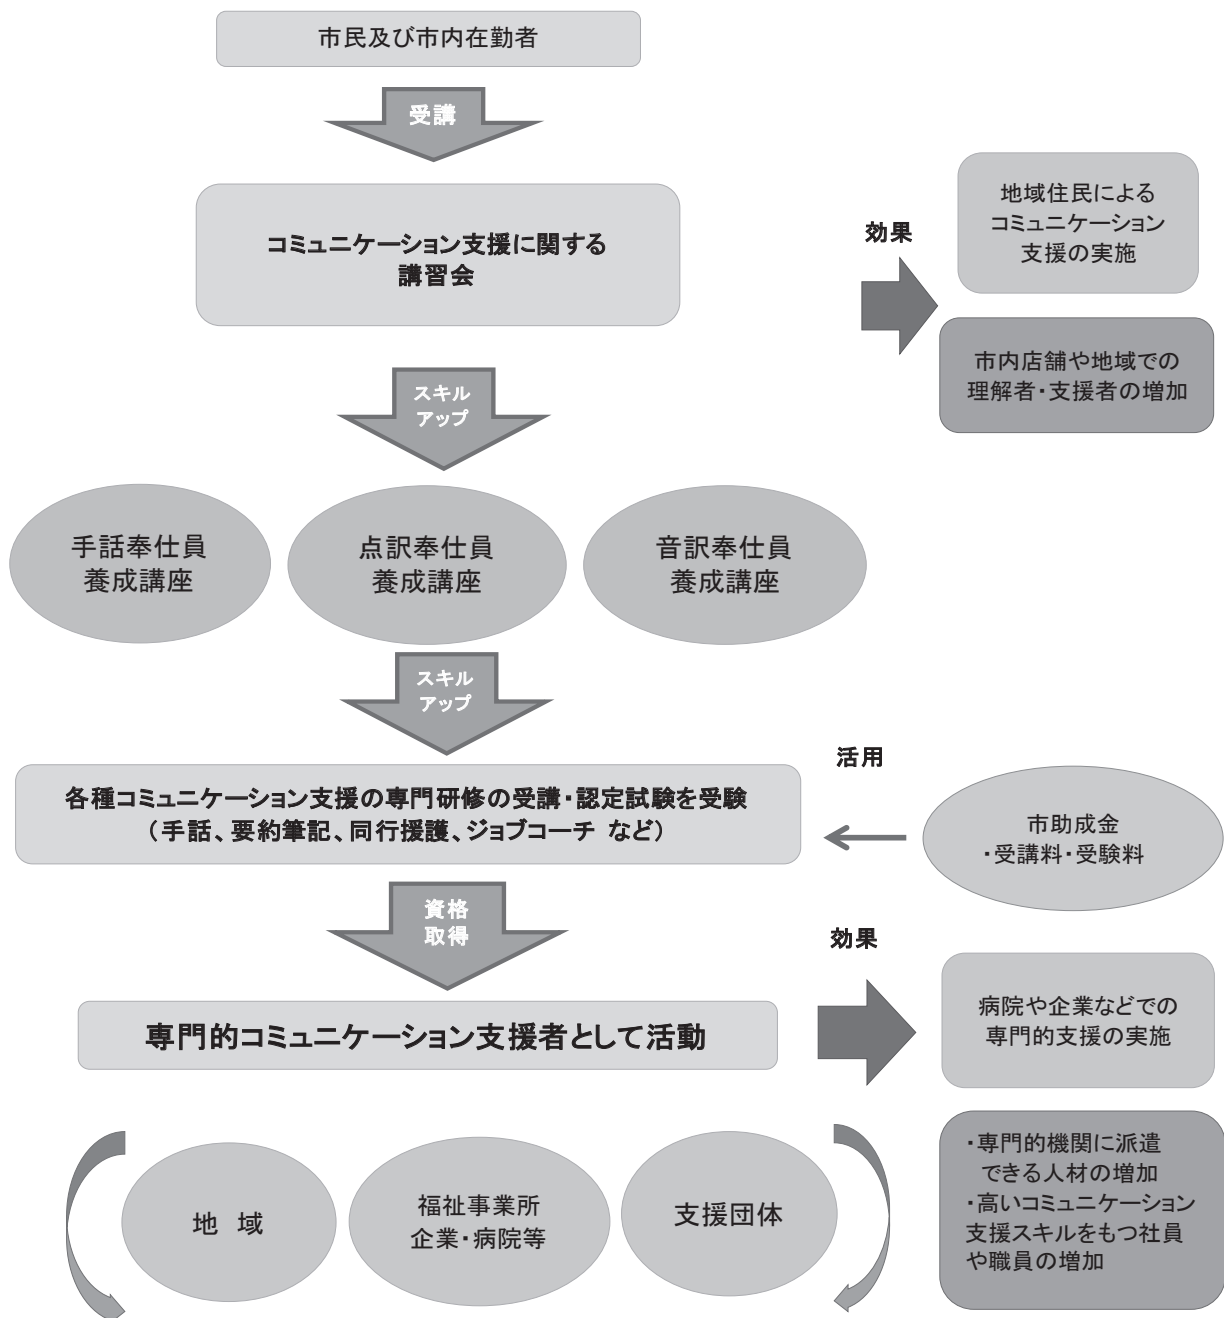 市民及び市内在勤者
受講
コミュニケーション支援に関する
講習会
効果
地域住民による
コミュニケーション
支援の実施
市内店舗や地域での
理解者・支援者の増加
スキル
アップ
手話奉仕員
養成講座
点訳奉仕員
養成講座
音訳奉仕員
養成講座
スキル
アップ
各種コミュニケーション支援の専門研修の受講・認定試験を受験
（手話、要約筆記、同行援護、ジョブコーチ など）
活用
市助成金
・受講料・受験料
資格
取得
専門的コミュニケーション支援者として活動
効果
病院や企業などでの
専門的支援の実施
・専門的機関に派遣
できる人材の増加
・高いコミュニケーション
支援スキルをもつ社員
や職員の増加
地 域
福祉事業所
企業・病院等
支援団体